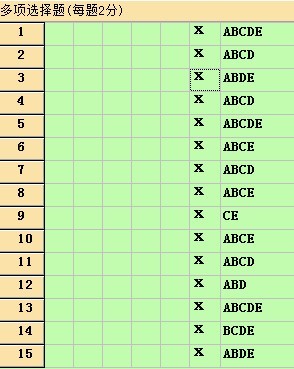 多项选择题(每题2分)
1 X ABCDE
2 X ABCD
3 X ABDE
4 X ABCD
5 X ABCDE
6 X ABCE
7 X ABCD
8 X ABCE
9 X CE
10 X ABCE
11 X ABCD
12 X ABD
13 X ABCDE
14 X BCDE
15 X ABDE